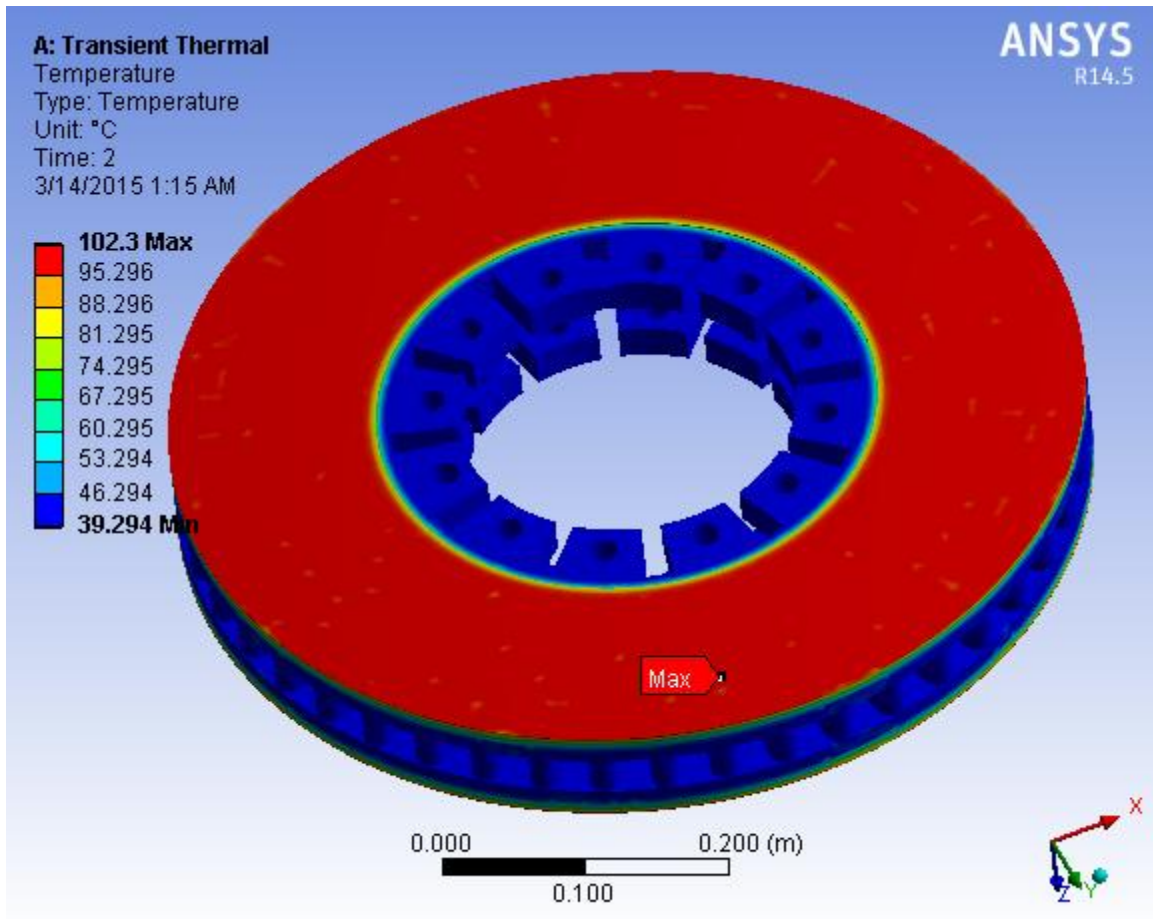 A: Transient Thermal
Temperature
Type: Temperature
Unit: °C
Time: 2
3/14/2015 1:15 AM
ANSYS
R14.5
102.3 Max
95.296
88.296
81.295
74.295
67.295
60.295
53.294
46.294
39.294 Min
Max
0.000
0.200 (m)
0.100
X
Y
Z